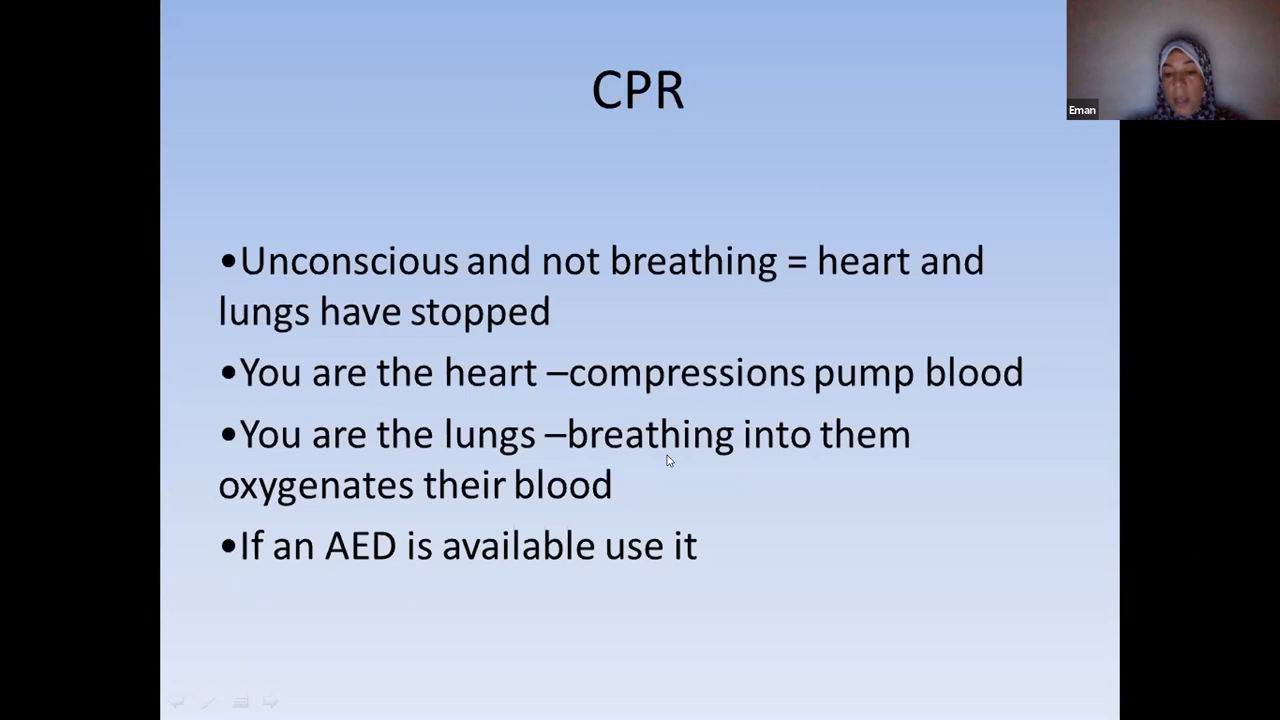 CPR
Eman
•Unconscious and not breathing = heart and
lungs have stopped
•You are the heart –compressions pump blood
•You are the lungs –breathing into them
oxygenates their blood
•If an AED is available use it